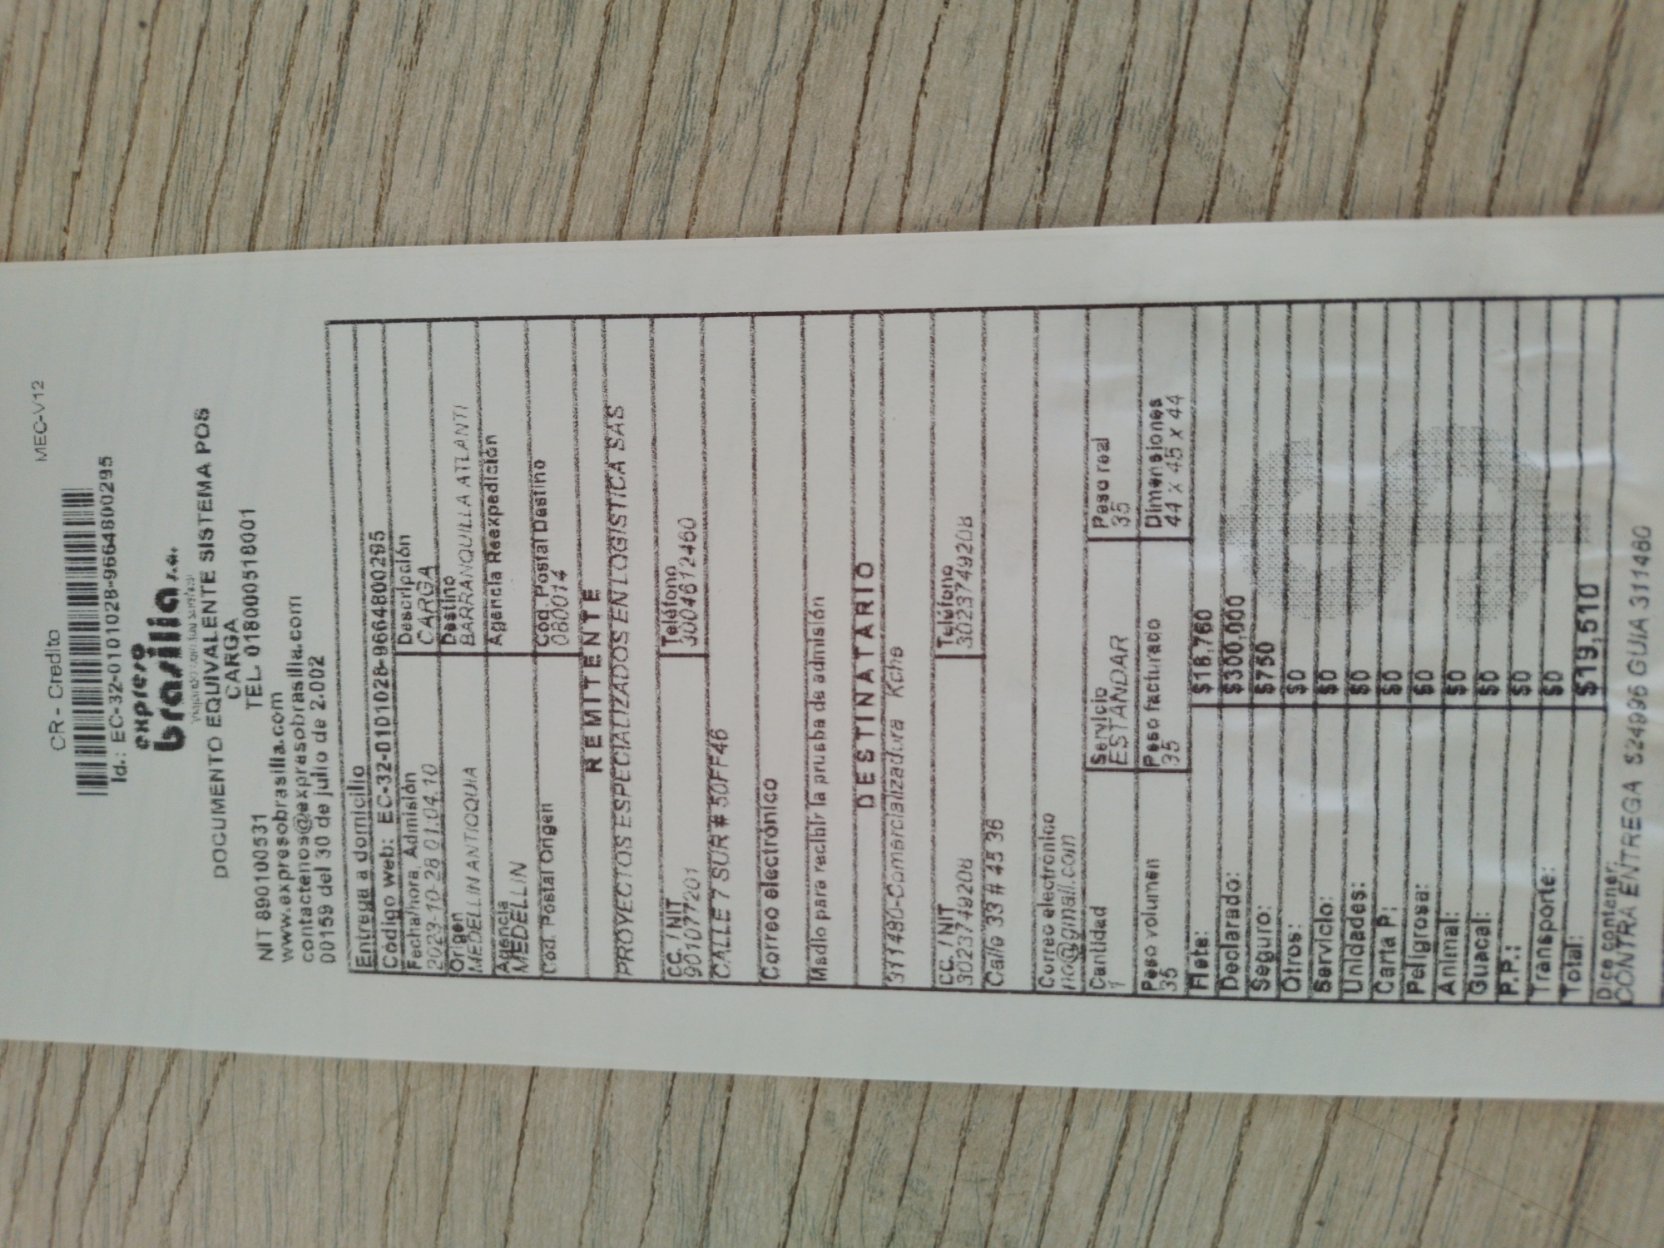 MEC-V12
CR - Credito
Id.: EC-32-0101028-9664800295
expreso
brasilia s.a.
DOCUMENTO EQUIVALENTE SISTEMA POS
CARGA
NIT 890100531 TEL. 018000518001
www.expresobrasilia.com
contactenos@expresobrasilia.com
00159 del 30 de julio de 2.002
Entrega a domicilio
Código web: EC-32-0101028-9664800295
Fecha/hora. Admisión Descripción
2023-10-28 01.04.10 CARGA
Origen Destino
MEDELLIN ANTIOQUIA BARRANQUILLA ATLANTI
Agencia Agencia Reexpedición
MEDELLIN
Cod. Postal Origen Cod. Postal Destino
080014
REMITENTE
PROYECTOS ESPECIALIZADOS EN LOGISTICA SAS
CC. / NIT Teléfono
901077201 3004612460
CALLE 7 SUR # 50FF46
Correo electrónico
Medio para recibir la prueba de admisión
DESTINATARIO
311480-Comercializadora Kche
CC. / NIT Teléfono
3023749208 3023749208
Calle 33 # 45 36
Correo electronico
no@gmail.com
Cantidad Servicio Peso real
1 ESTANDAR 35
Peso volumen Peso facturado Dimensiones
35 35 44 x 45 x 44
Flete: $18,760
Declarado: $300,000
Seguro: $750
Otros: $0
Servicio: $0
Unidades: $0
Carta P: $0
Peligrosa: $0
Animal: $0
Guacal: $0
P.P.: $0
Transporte: $0
Total: $19,510
Dice contener:
CONTRA ENTREGA 524996 GUIA 311480